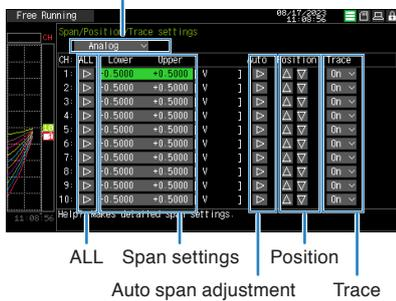 Free Running
08/17/2023
11:08:56
Span/Position/Trace settings
Analog
CH
CH: ALL Lower Upper Auto Position Trace
1: -0.5000 +0.5000 V ] On
2: -0.5000 +0.5000 V ] On
3: -0.5000 +0.5000 V ] On
4: -0.5000 +0.5000 V ] On
5: -0.5000 +0.5000 V ] On
6: -0.5000 +0.5000 V ] On
7: -0.5000 +0.5000 V ] On
8: -0.5000 +0.5000 V ] On
9: -0.5000 +0.5000 V ] On
10: -0.5000 +0.5000 V ] On
10
1
11:08:56
Help: Makes detailed span settings.
ALL Span settings Position
Auto span adjustment Trace